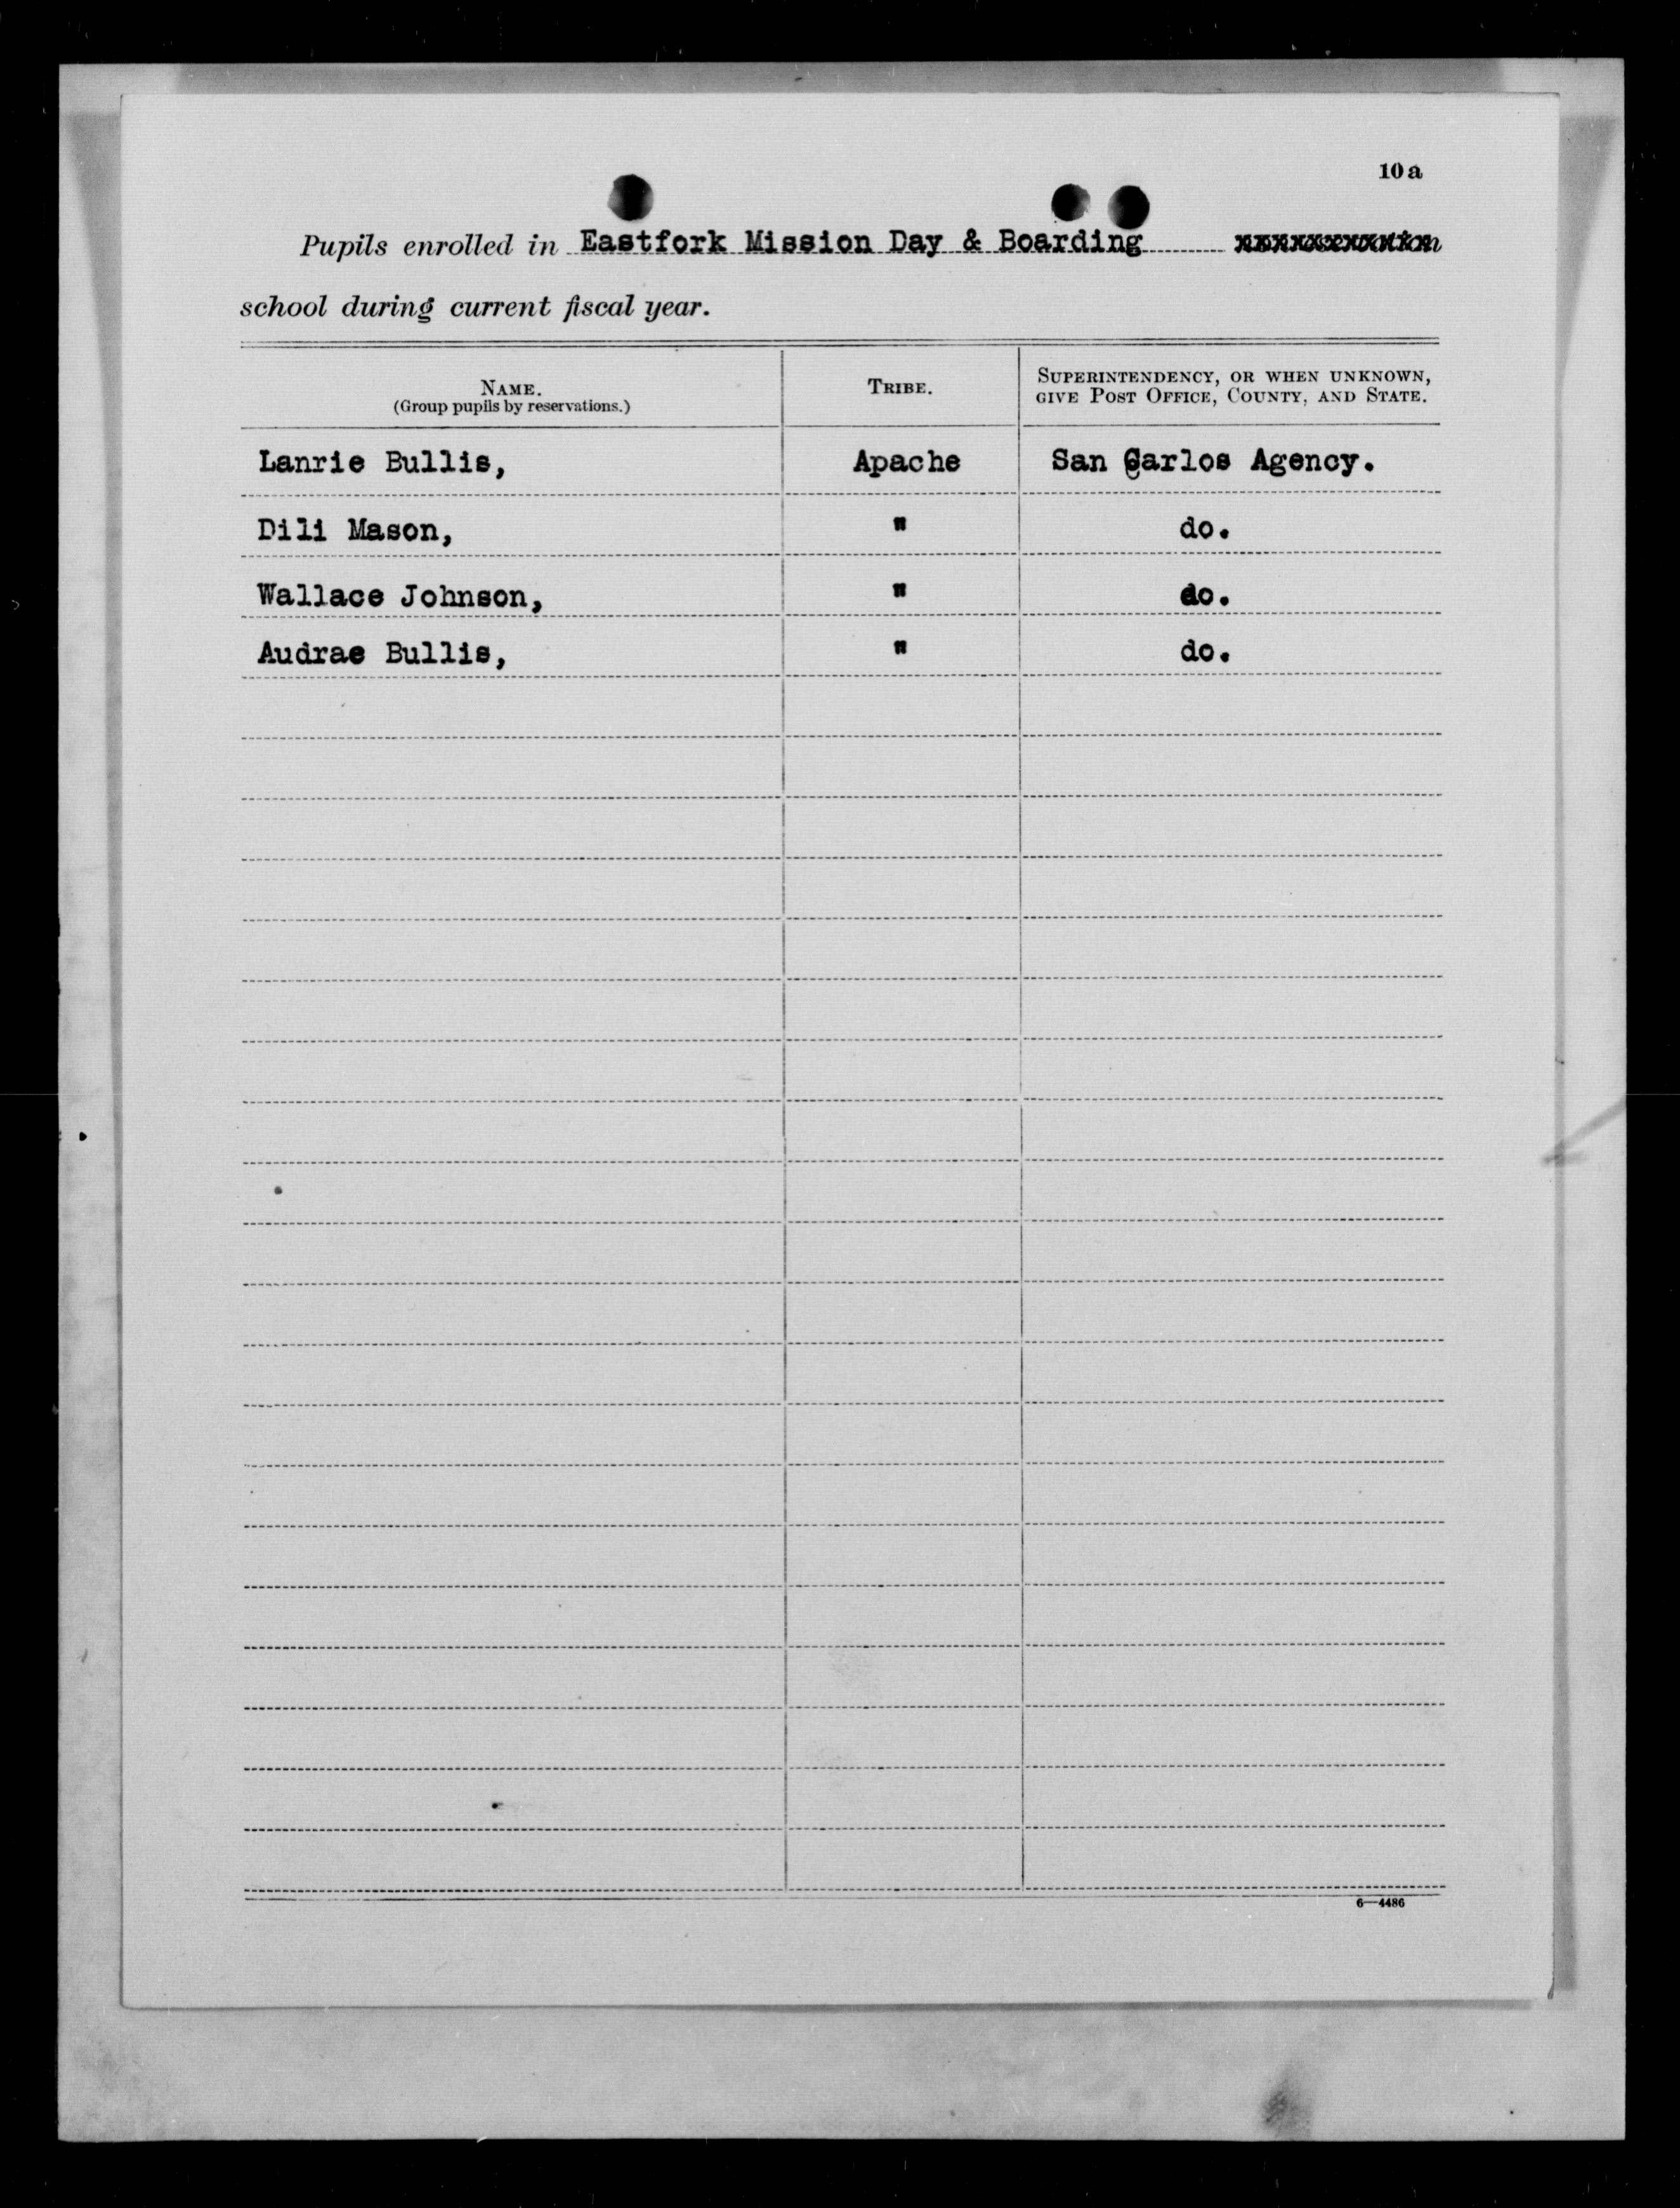 10 a
Pupils enrolled in Eastfork Mission Day & Boarding
school during current fiscal year.
NAME.
(Group pupils by reservations.)
TRIBE.
SUPERINTENDENCY, OR WHEN UNKNOWN,
GIVE POST OFFICE, COUNTY, AND STATE.
Lanrie Bullis, Apache San Carlos Agency.
Dili Mason, " do.
Wallace Johnson, " do.
Audrae Bullis, " do.
6—4486